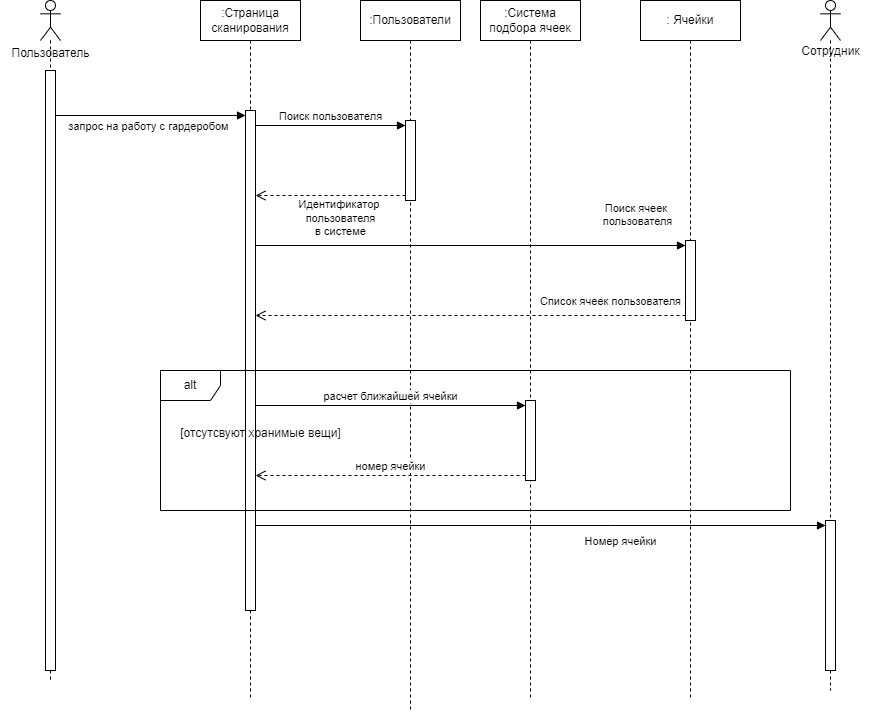 :Страница
сканирования
:Пользователи
:Система
подбора ячеек
: Ячейки
Пользователь
Сотрудник
запрос на работу с гардеробом
Поиск пользователя
Идентификатор
пользователя
в системе
Поиск ячеек
пользователя
Список ячеек пользователя
alt
расчет ближайшей ячейки
[отсутсвуют хранимые вещи]
номер ячейки
Номер ячейки